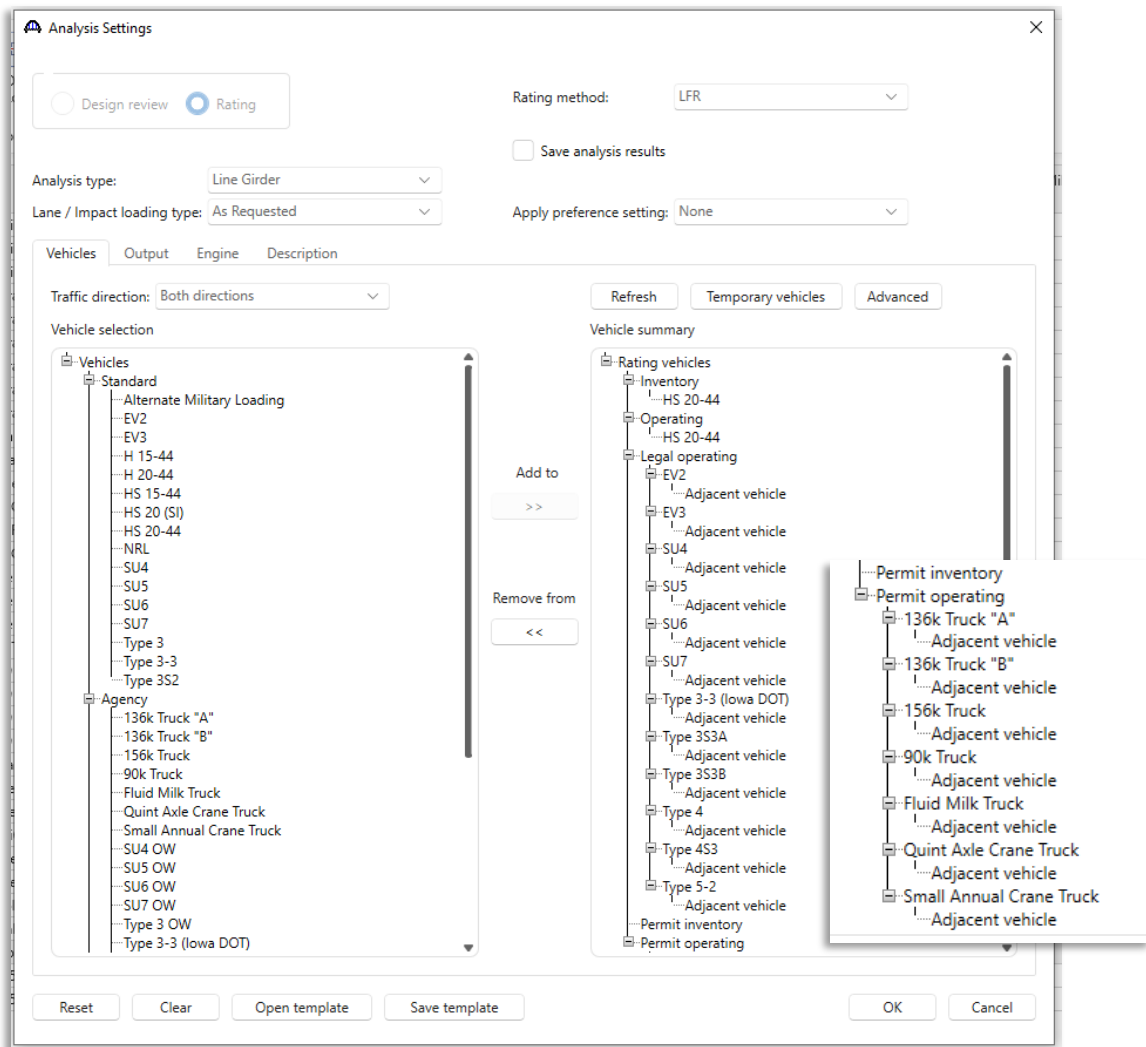 Analysis Settings
Design review
Rating
Rating method:
LFR
Save analysis results
Analysis type:
Line Girder
Lane / Impact loading type:
As Requested
Apply preference setting:
None
Vehicles
Output
Engine
Description
Traffic direction:
Both directions
Refresh
Temporary vehicles
Advanced
Vehicle selection
Vehicles
Standard
Alternate Military Loading
EV2
EV3
H 15-44
H 20-44
HS 15-44
HS 20 (SI)
HS 20-44
NRL
SU4
SU5
SU6
SU7
Type 3
Type 3-3
Type 3S2
Agency
136k Truck "A"
136k Truck "B"
156k Truck
90k Truck
Fluid Milk Truck
Quint Axle Crane Truck
Small Annual Crane Truck
SU4 OW
SU5 OW
SU6 OW
SU7 OW
Type 3 OW
Type 3-3 (Iowa DOT)
Add to
>>
Remove from
<<
Vehicle summary
Rating vehicles
Inventory
HS 20-44
Operating
HS 20-44
Legal operating
EV2
Adjacent vehicle
EV3
Adjacent vehicle
SU4
Adjacent vehicle
SU5
Adjacent vehicle
SU6
Adjacent vehicle
SU7
Adjacent vehicle
Type 3-3 (Iowa DOT)
Adjacent vehicle
Type 3S3A
Adjacent vehicle
Type 3S3B
Adjacent vehicle
Type 4
Adjacent vehicle
Type 4S3
Adjacent vehicle
Type 5-2
Adjacent vehicle
Permit inventory
Permit operating
Permit inventory
Permit operating
136k Truck "A"
Adjacent vehicle
136k Truck "B"
Adjacent vehicle
156k Truck
Adjacent vehicle
90k Truck
Adjacent vehicle
Fluid Milk Truck
Adjacent vehicle
Quint Axle Crane Truck
Adjacent vehicle
Small Annual Crane Truck
Adjacent vehicle
Reset
Clear
Open template
Save template
OK
Cancel